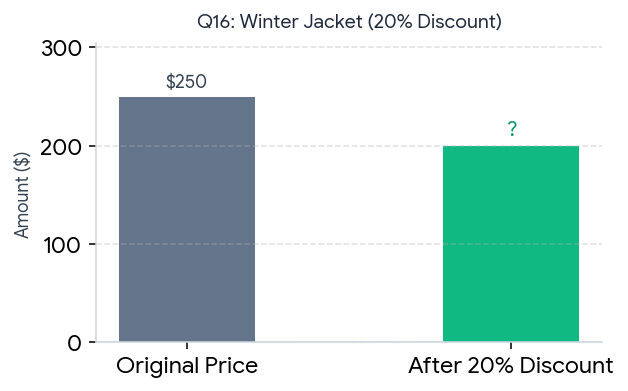 Q16: Winter Jacket (20% Discount)
300
200
100
0
Amount ($)
$250
?
Original Price
After 20% Discount